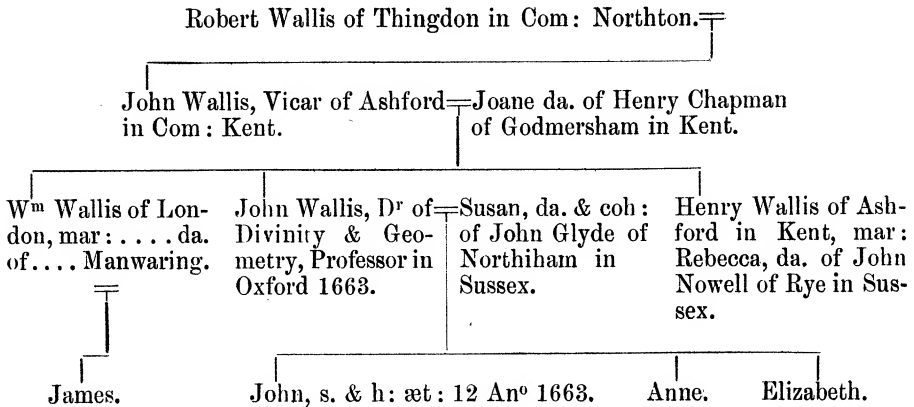 Robert Wallis of Thingdon in Com: Northton.
John Wallis, Vicar of Ashford
in Com: Kent.
Joane da. of Henry Chapman
of Godmersham in Kent.
Wm Wallis of Lon-
don, mar: .... da.
of .... Manwaring.
John Wallis, Dr of
Divinity & Geo-
metry, Professor in
Oxford 1663.
Susan, da. & coh:
of John Glyde of
Northiham in
Sussex.
Henry Wallis of Ash-
ford in Kent, mar:
Rebecca, da. of John
Nowell of Rye in Sus-
sex.
James.
John, s. & h: æt: 12 Ano 1663.
Anne.
Elizabeth.